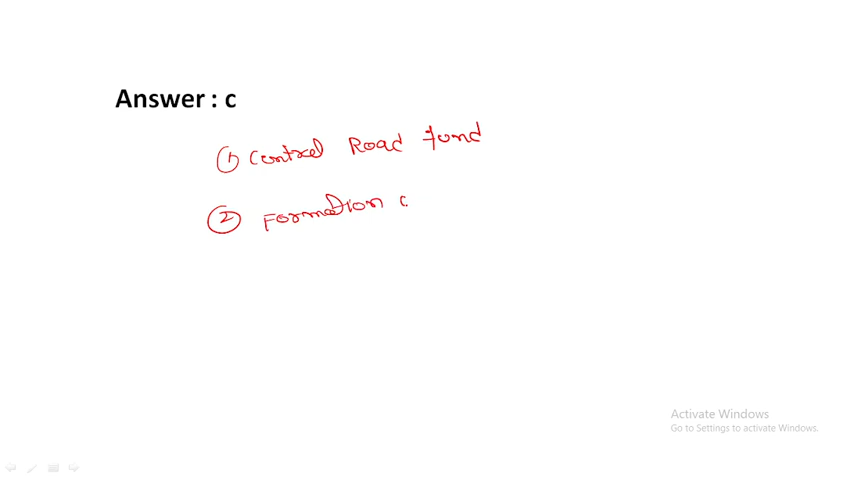 Answer : c
① Central Road fund
② Formation o
Activate Windows
Go to Settings to activate Windows.